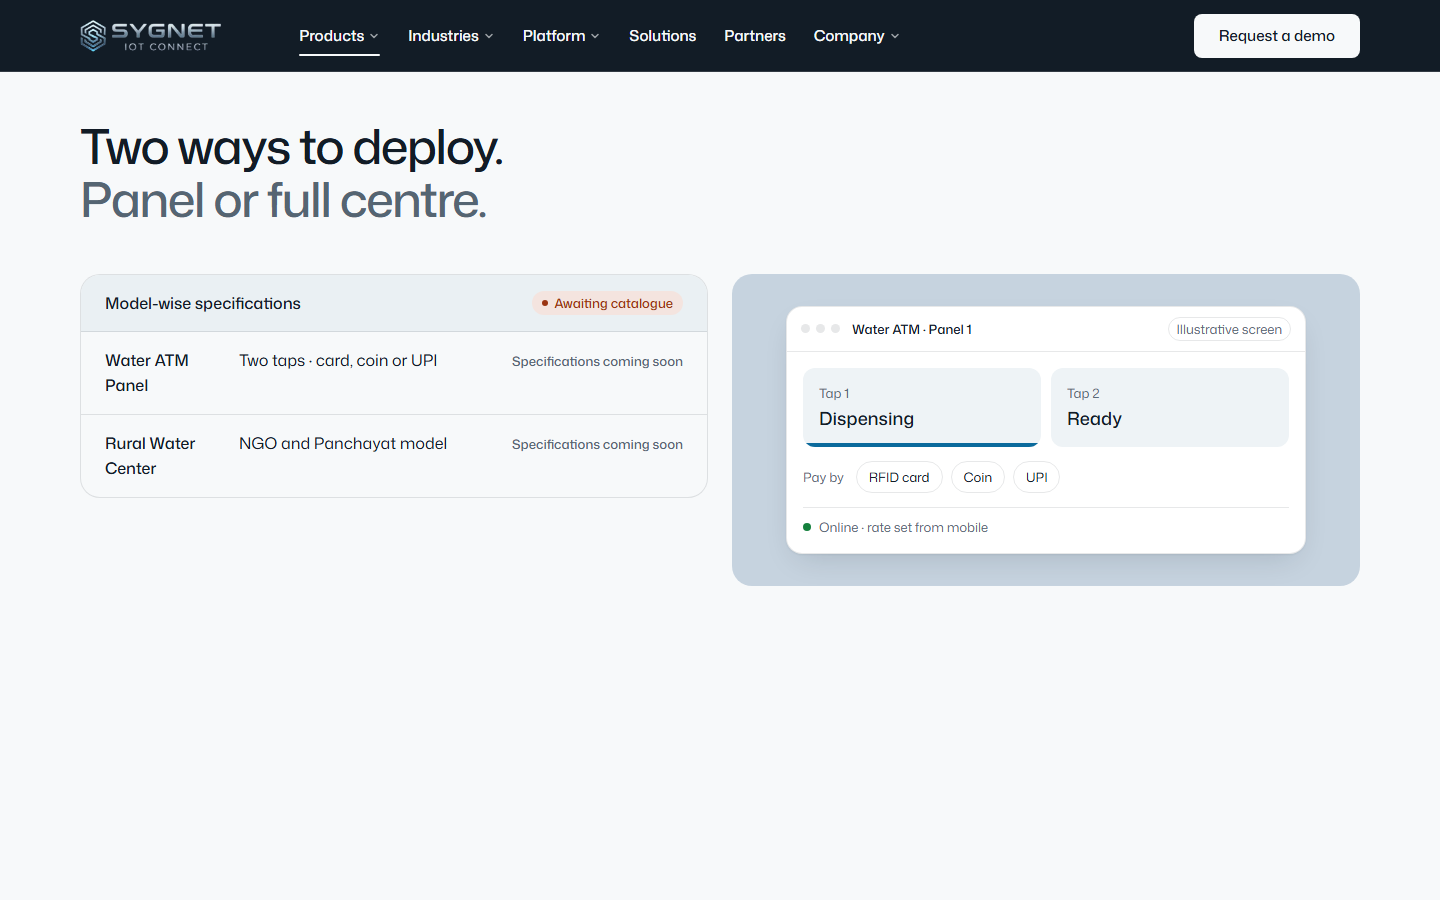 SYGNET
IOT CONNECT
Products
Industries
Platform
Solutions
Partners
Company
Request a demo
Two ways to deploy.
Panel or full centre.
Model-wise specifications
Awaiting catalogue
Water ATM
Panel
Two taps · card, coin or UPI
Specifications coming soon
Rural Water
Center
NGO and Panchayat model
Specifications coming soon
Water ATM · Panel 1
Illustrative screen
Tap 1
Dispensing
Tap 2
Ready
Pay by
RFID card
Coin
UPI
Online · rate set from mobile